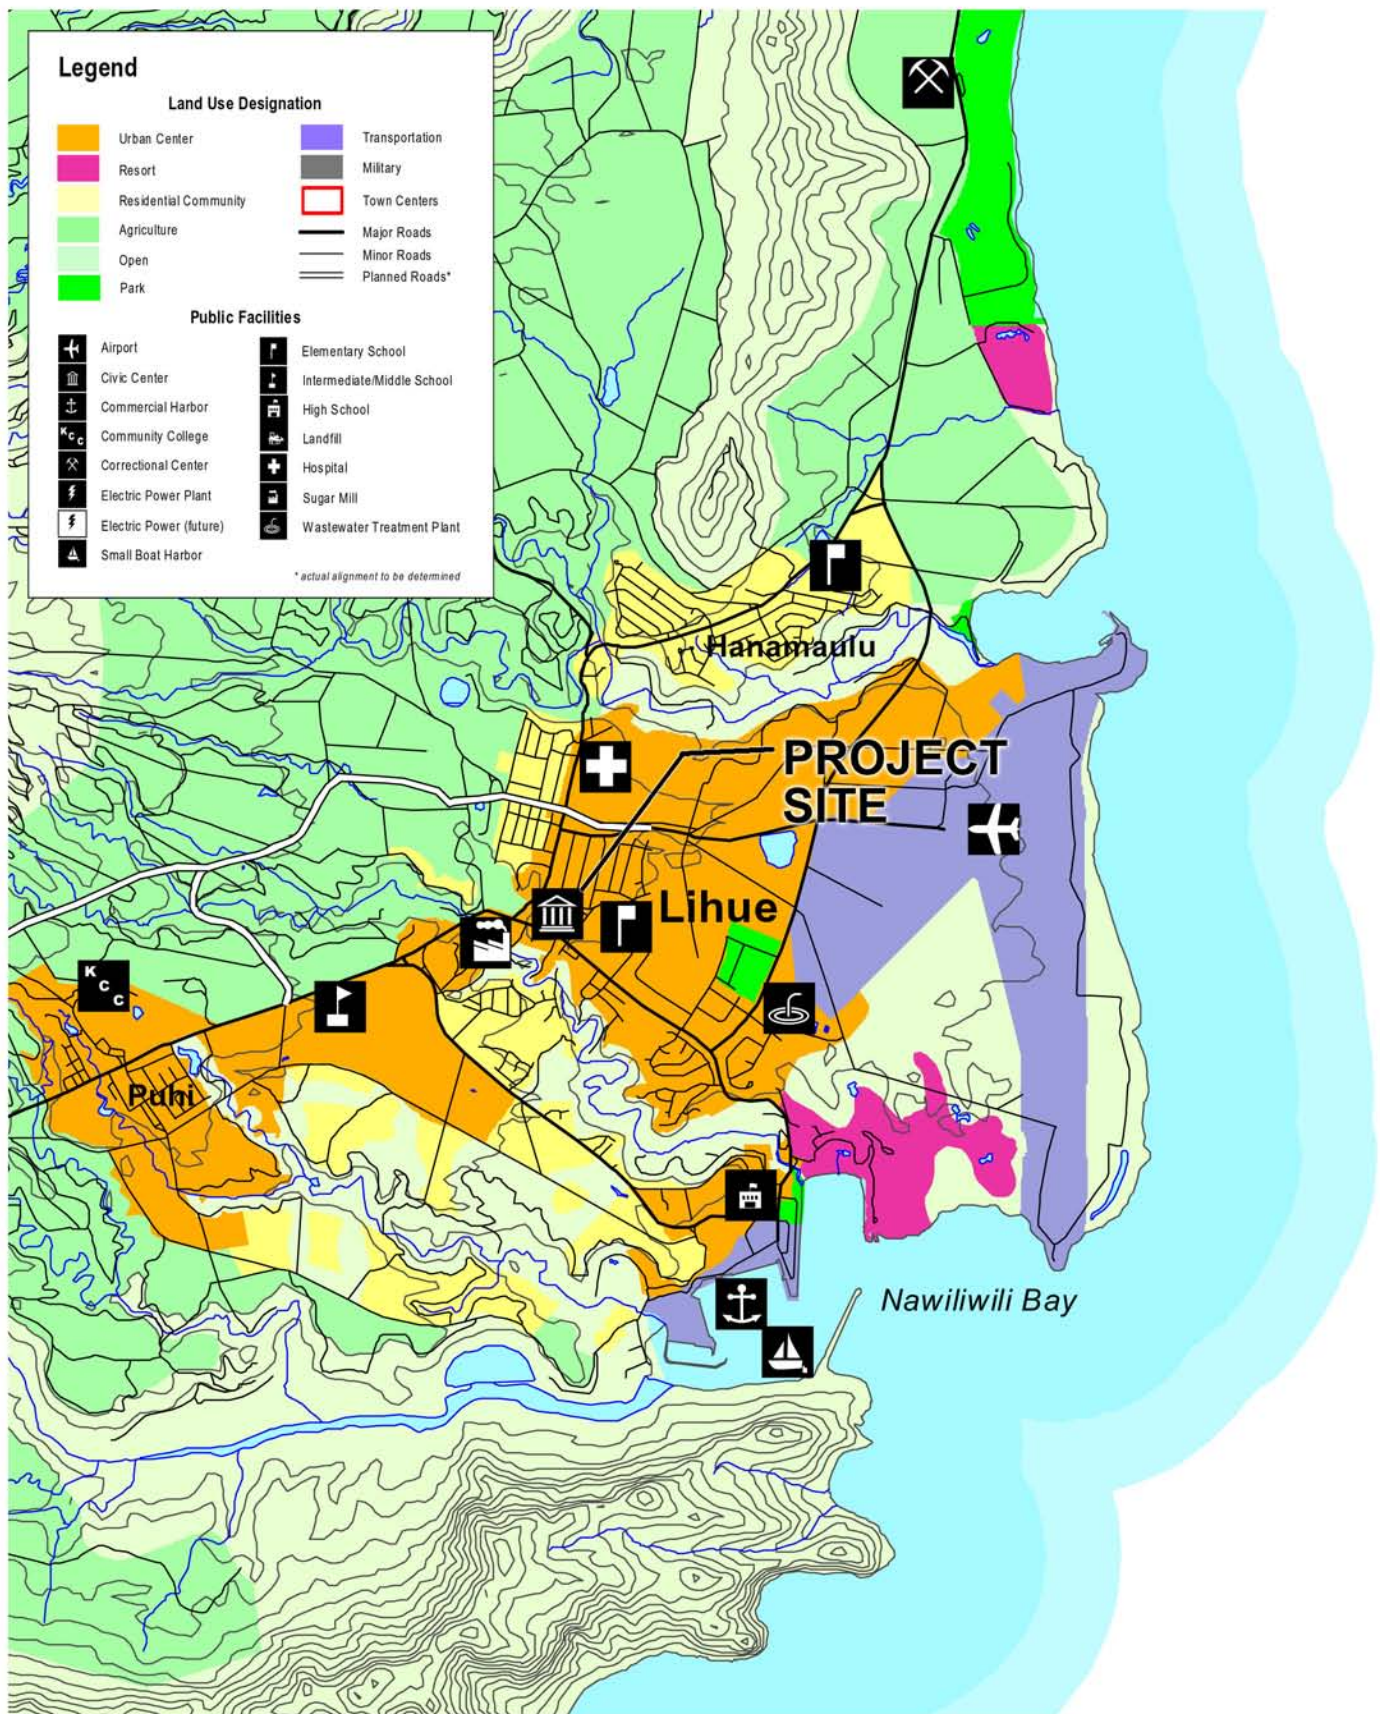 Legend
Land Use Designation
Urban Center
Resort
Residential Community
Agriculture
Open
Park
Transportation
Military
Town Centers
Major Roads
Minor Roads
Planned Roads*
Public Facilities
Airport
Civic Center
Commercial Harbor
K C C
Community College
Correctional Center
Electric Power Plant
Electric Power (future)
Small Boat Harbor
Elementary School
Intermediate/Middle School
High School
Landfill
Hospital
Sugar Mill
Wastewater Treatment Plant
* actual alignment to be determined
Hanamaulu
PROJECT
SITE
Lihue
K C C
Puhi
Nawiliwili Bay